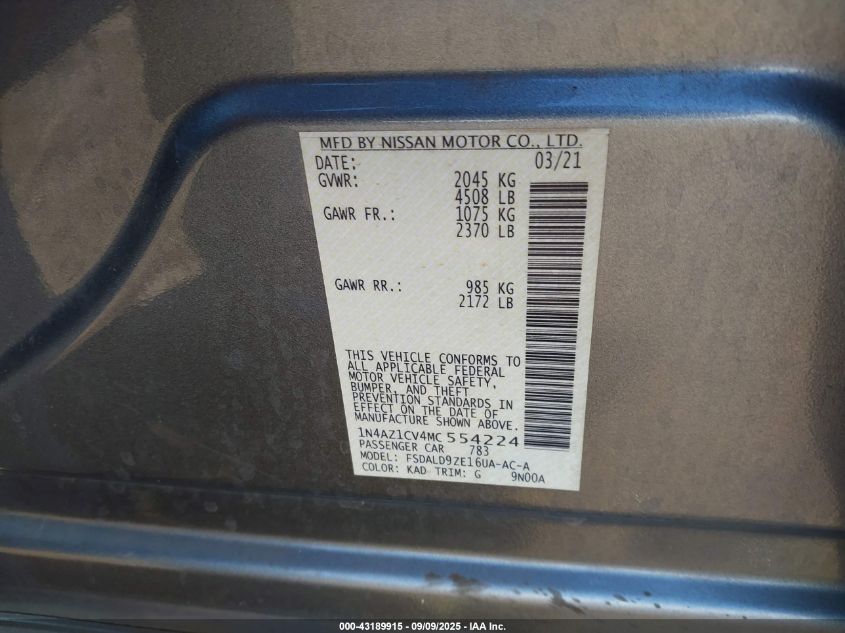 MFD BY NISSAN MOTOR CO., LTD.
DATE: 03/21
GVWR: 2045 KG
4508 LB
GAWR FR.: 1075 KG
2370 LB
GAWR RR.: 985 KG
2172 LB
THIS VEHICLE CONFORMS TO
ALL APPLICABLE FEDERAL
MOTOR VEHICLE SAFETY,
BUMPER, AND THEFT
PREVENTION STANDARDS IN
EFFECT ON THE DATE OF
MANUFACTURE SHOWN ABOVE.
1N4AZ1CV4MC554224
PASSENGER CAR 783
MODEL: FSDALD9ZE16UA-AC-A
COLOR: KAD TRIM: G 9N00A
000-43189915 - 09/09/2025 - IAA Inc.